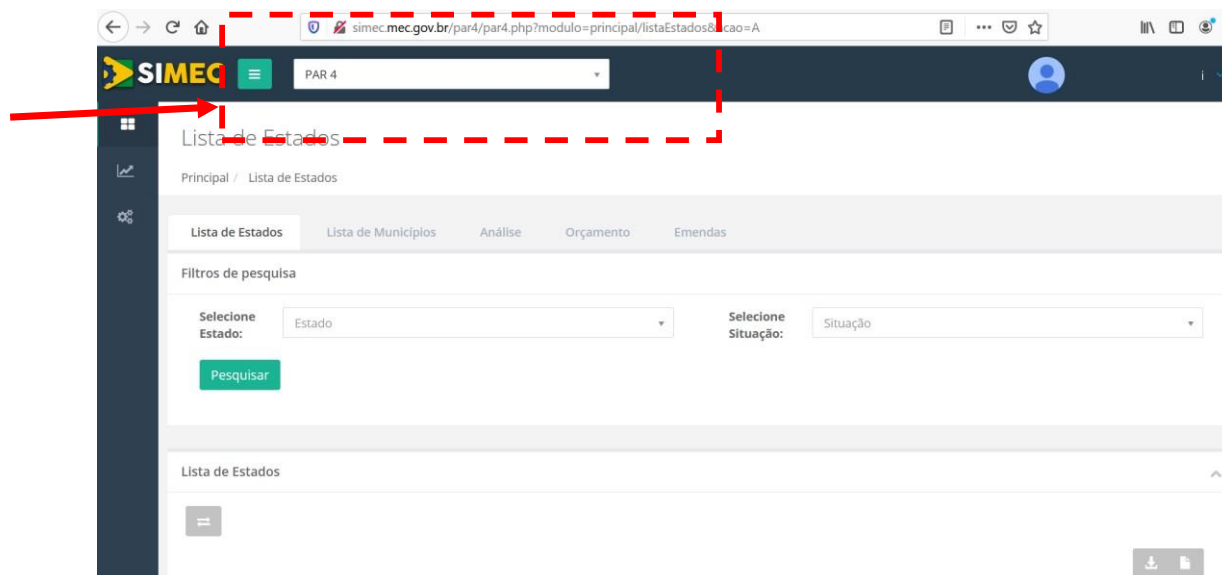 simec.mec.gov.br/par4/par4.php?modulo=principal/listaEstados&acao=A
SIMEC
PAR 4
i
Lista de Estados
Principal / Lista de Estados
Lista de Estados Lista de Municípios Análise Orçamento Emendas
Filtros de pesquisa
Selecione Estado:
Estado
Selecione Situação:
Situação
Pesquisar
Lista de Estados